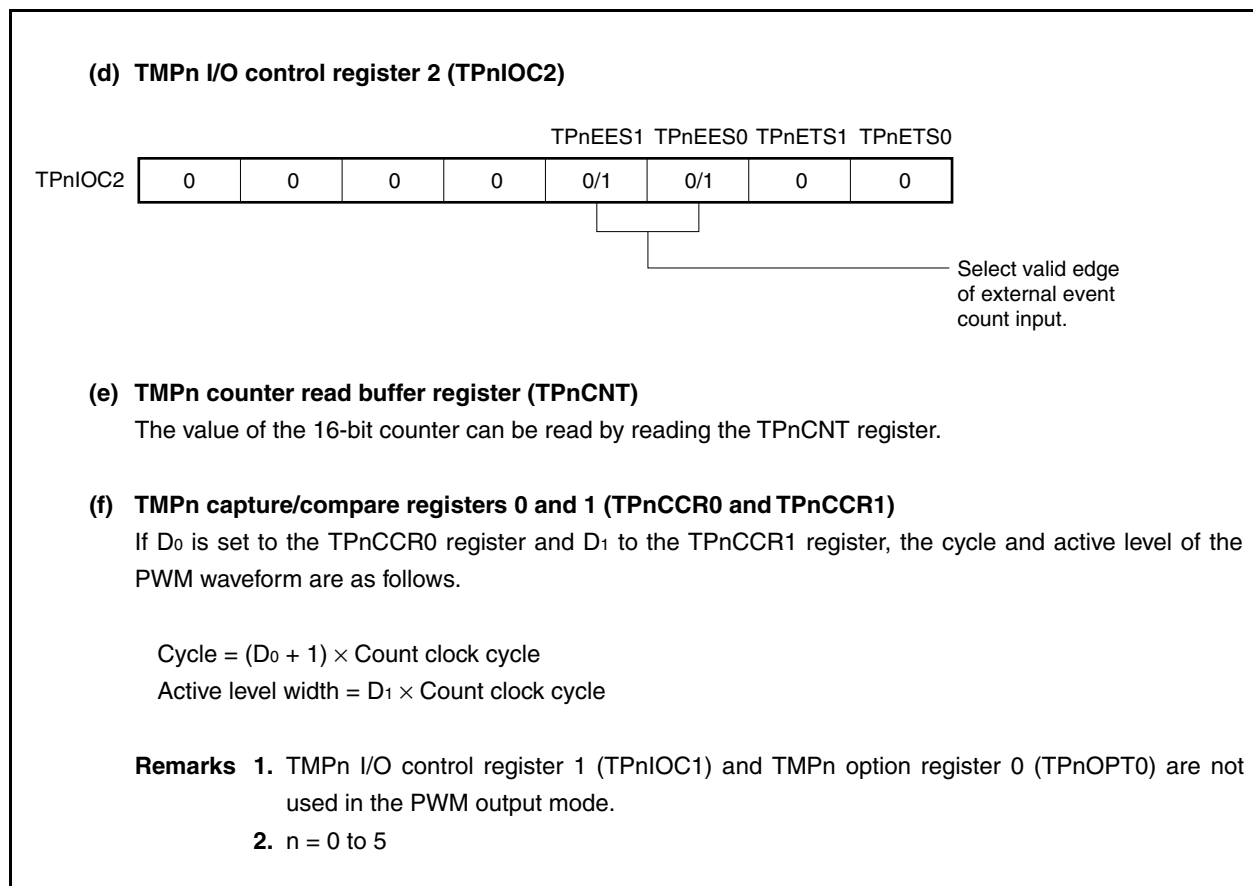 (d) TMPn I/O control register 2 (TPnIOC2)
TPnEES1 TPnEES0 TPnETS1 TPnETS0
TPnIOC2 0 0 0 0 0/1 0/1 0 0
Select valid edge
of external event
count input.
(e) TMPn counter read buffer register (TPnCNT)
The value of the 16-bit counter can be read by reading the TPnCNT register.
(f) TMPn capture/compare registers 0 and 1 (TPnCCR0 and TPnCCR1)
If D0 is set to the TPnCCR0 register and D1 to the TPnCCR1 register, the cycle and active level of the
PWM waveform are as follows.
Cycle = (D0 + 1) × Count clock cycle
Active level width = D1 × Count clock cycle
Remarks 1. TMPn I/O control register 1 (TPnIOC1) and TMPn option register 0 (TPnOPT0) are not
used in the PWM output mode.
2. n = 0 to 5